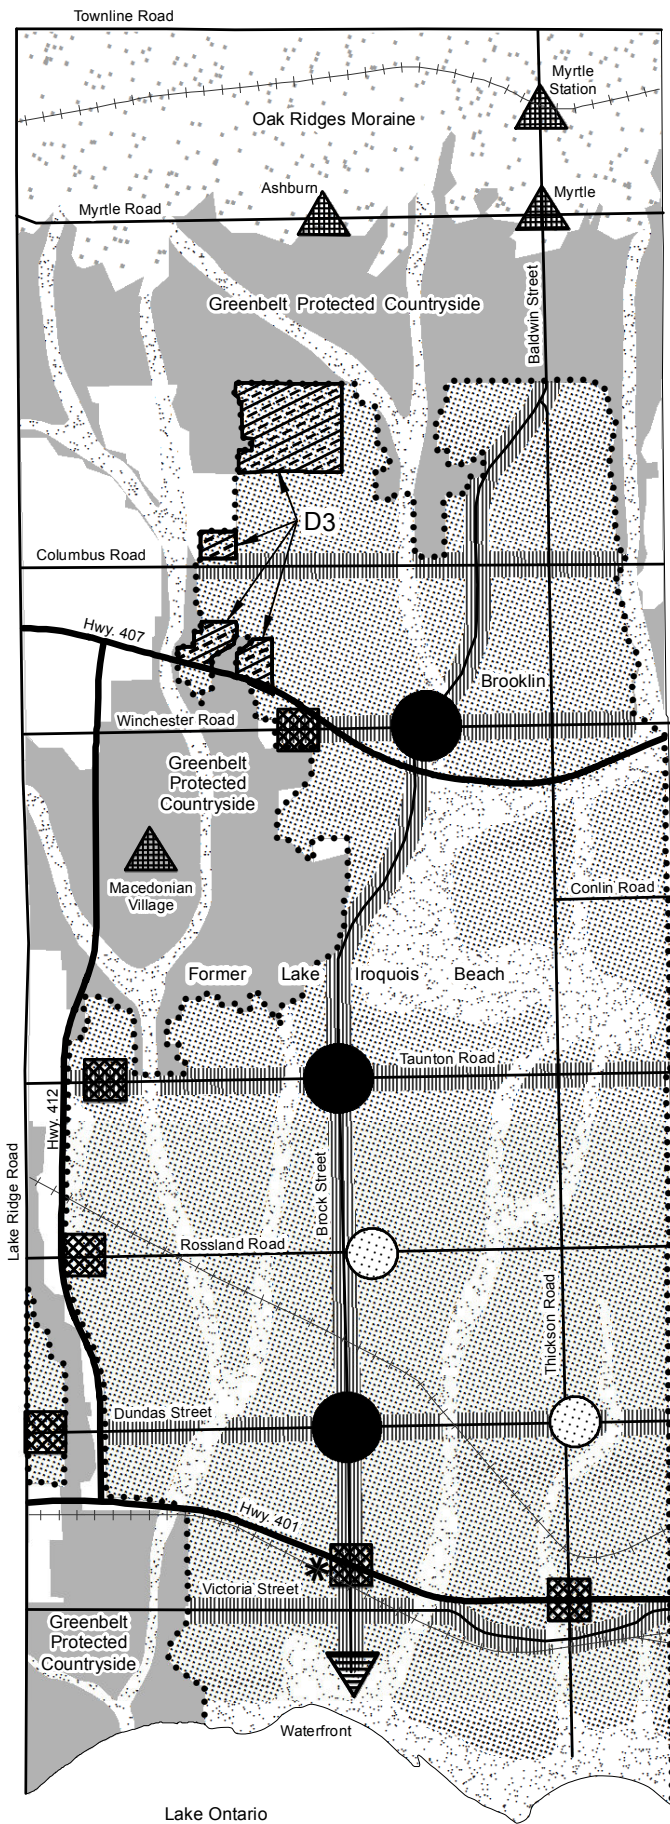 Townline Road
Myrtle
Station
Oak Ridges Moraine
Ashburn
Myrtle
Myrtle Road
Baldwin Street
Greenbelt Protected Countryside
D3
Columbus Road
Hwy. 407
Brooklin
Winchester Road
Greenbelt
Protected
Countryside
Macedonian
Village
Conlin Road
Former Lake Iroquois Beach
Taunton Road
Hwy. 412
Lake Ridge Road
Brock Street
Rossland Road
Thickson Road
Dundas Street
Hwy. 401
Victoria Street
Greenbelt
Protected
Countryside
Waterfront
Lake Ontario